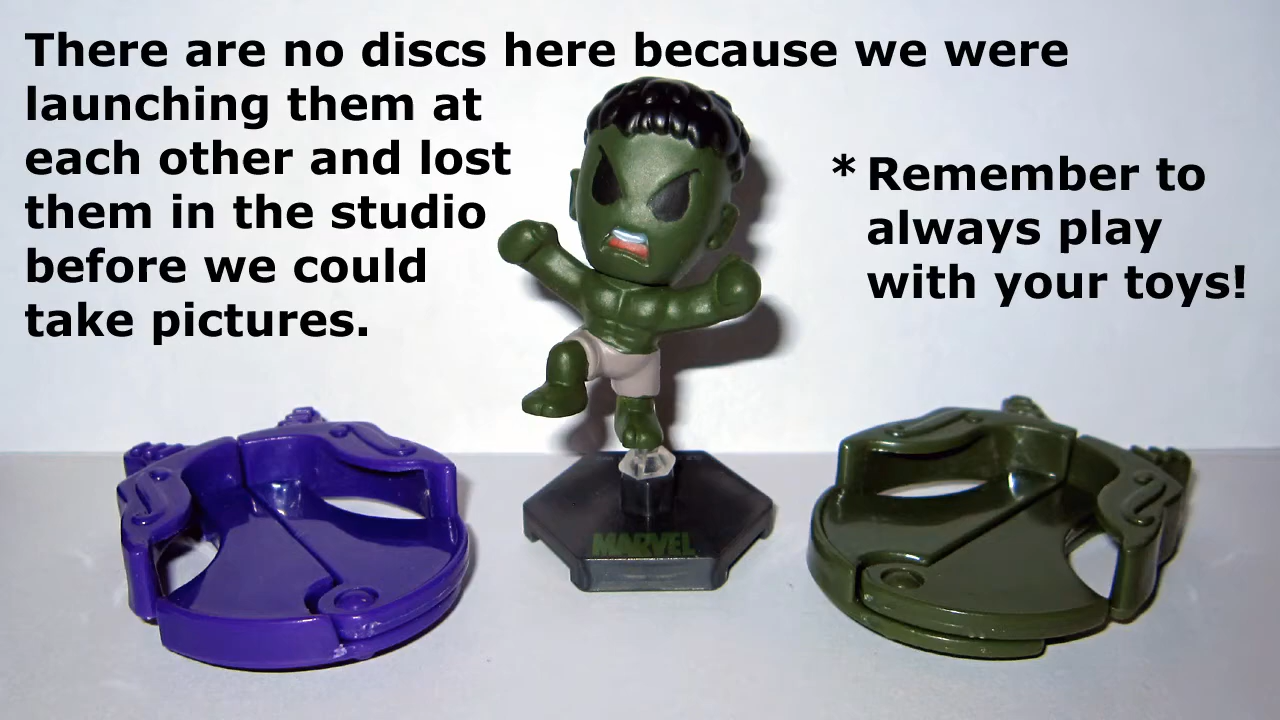 There are no discs here because we were
launching them at
each other and lost
them in the studio
before we could
take pictures.
* Remember to
always play
with your toys!
MARVEL